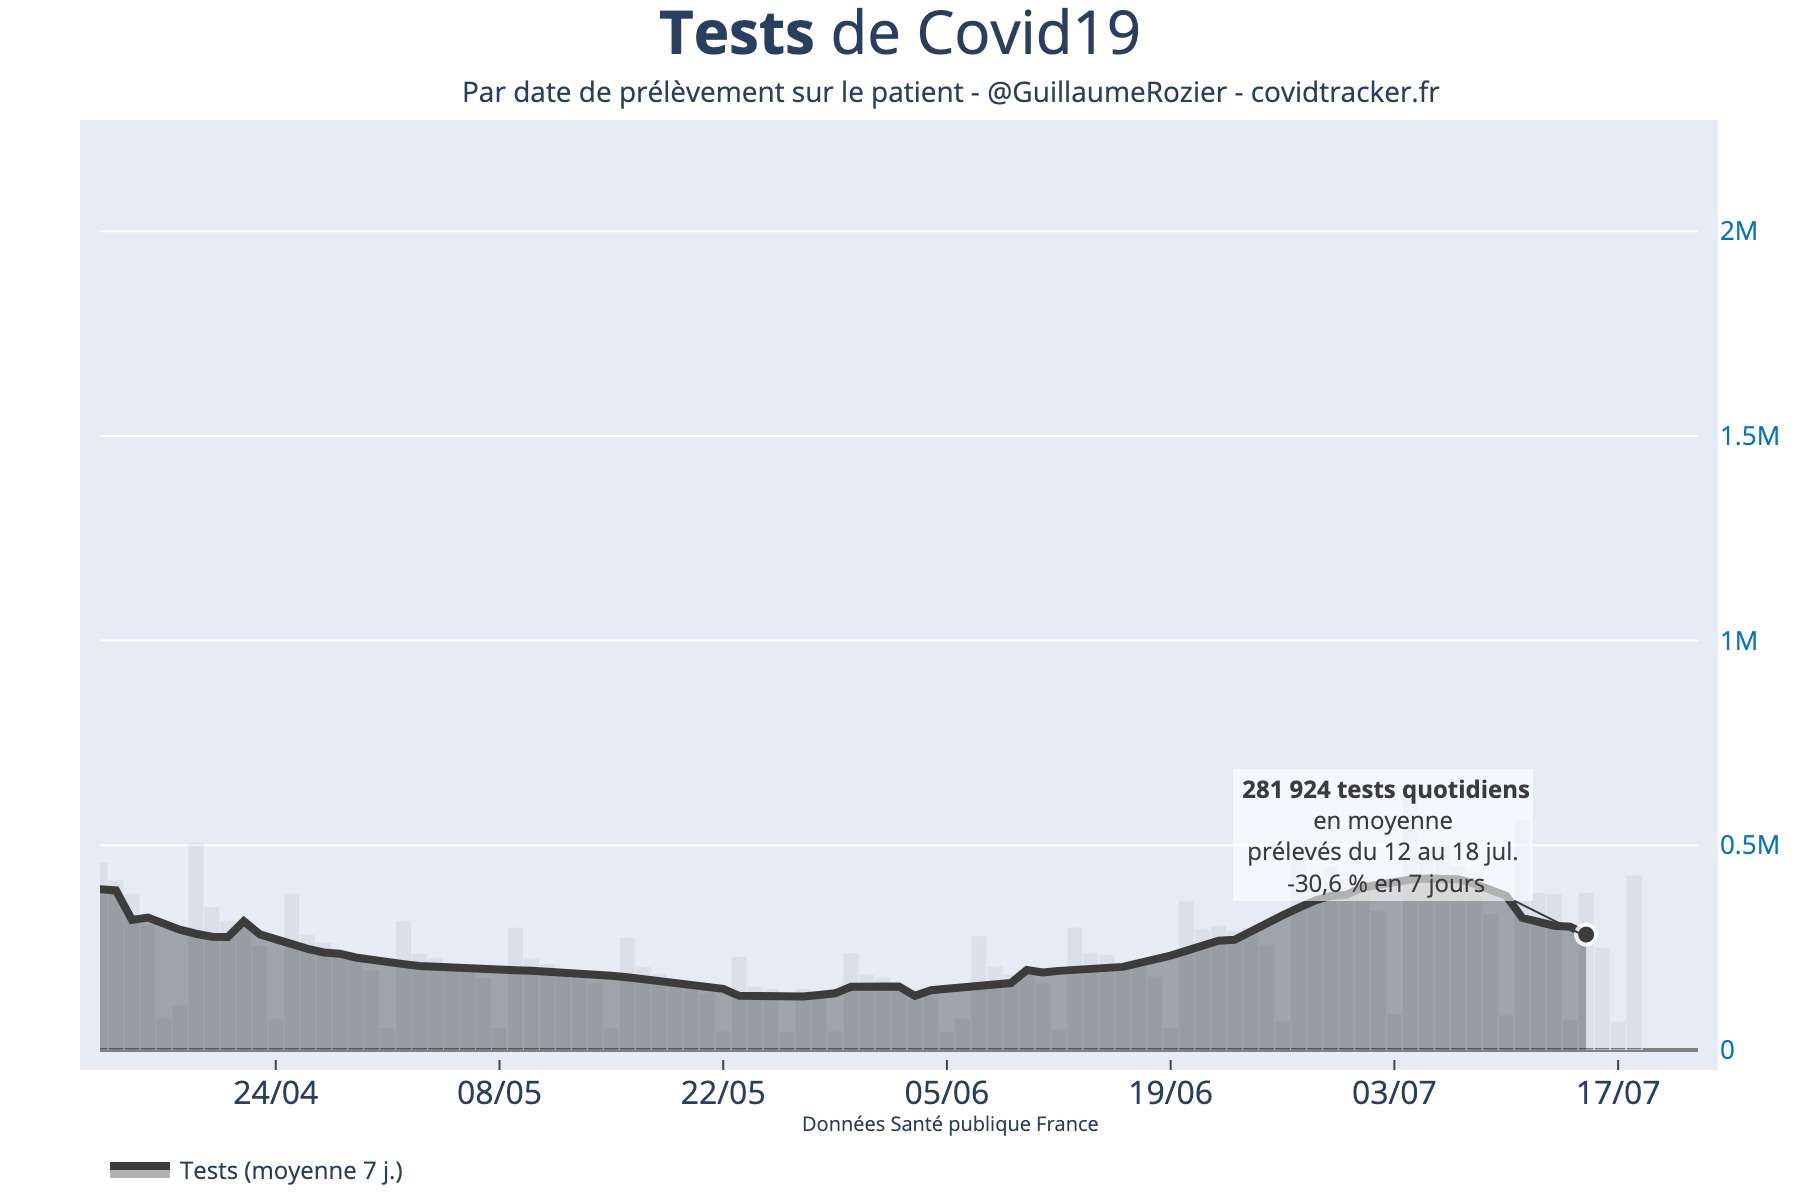 Tests de Covid19
Par date de prélèvement sur le patient - @GuillaumeRozier - covidtracker.fr
2M
1.5M
1M
281 924 tests quotidiens
en moyenne
prélevés du 12 au 18 jul.
-30,6 % en 7 jours
0.5M
0
24/04 08/05 22/05 05/06 19/06 03/07 17/07
Données Santé publique France
Tests (moyenne 7 j.)